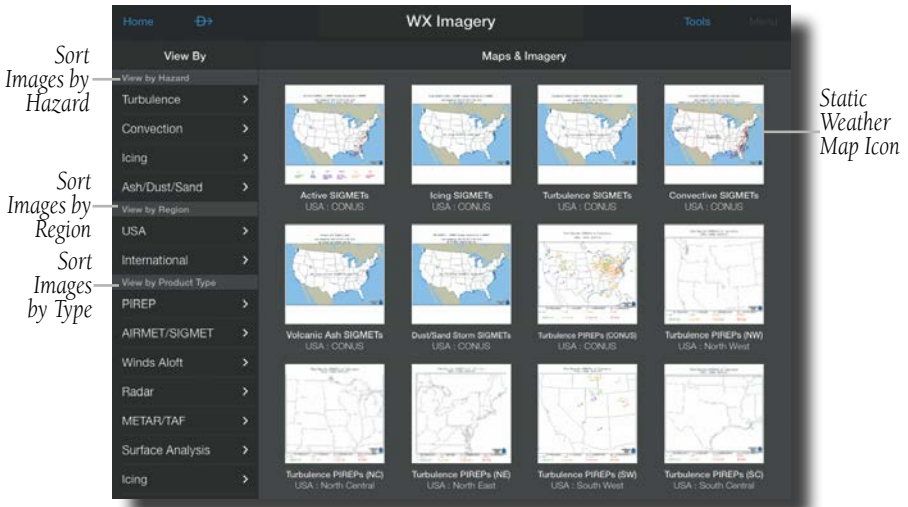 Home
WX Imagery
Tools
Menu
View By
Maps & Imagery
Sort
Images by
Hazard
View by Hazard
Turbulence
Convection
Icing
Ash/Dust/Sand
Sort
Images by
Region
View by Region
USA
International
Sort
Images
by Type
View by Product Type
PIREP
AIRMET/SIGMET
Winds Aloft
Radar
METAR/TAF
Surface Analysis
Icing
Active SIGMETs
USA : CONUS
Icing SIGMETs
USA : CONUS
Turbulence SIGMETs
USA : CONUS
Convective SIGMETs
USA : CONUS
Static
Weather
Map Icon
Volcanic Ash SIGMETs
USA : CONUS
Dust/Sand Storm SIGMETs
USA : CONUS
Turbulence PIREPs (CONUS)
USA : CONUS
Turbulence PIREPs (NW)
USA : North West
Turbulence PIREPs (NC)
USA : North Central
Turbulence PIREPs (NE)
USA : North East
Turbulence PIREPs (SW)
USA : South West
Turbulence PIREPs (SC)
USA : South Central